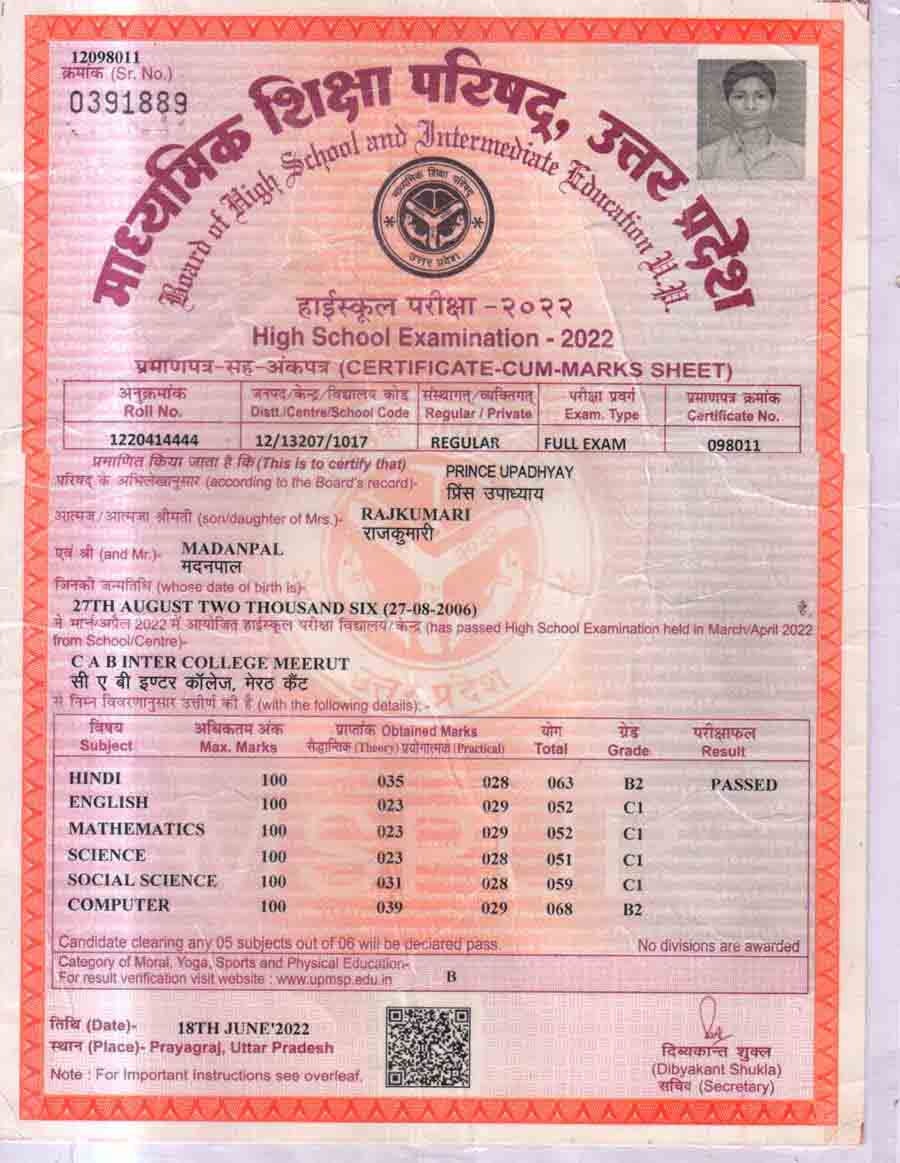 12098011
क्रमांक (Sr. No.)
0391889
माध्यमिक शिक्षा परिषद्, उत्तर प्रदेश
Board of High School and Intermediate Education U.P.
माध्यमिक शिक्षा परिषद्
उत्तर प्रदेश
हाईस्कूल परीक्षा -२०२२
High School Examination - 2022
प्रमाणपत्र-सह-अंकपत्र (CERTIFICATE-CUM-MARKS SHEET)
अनुक्रमांक जनपद/केन्द्र/विद्यालय कोड संस्थागत/व्यक्तिगत परीक्षा प्रवर्ग प्रमाणपत्र क्रमांक
Roll No. Distt./Centre/School Code Regular / Private Exam. Type Certificate No.
1220414444 12/13207/1017 REGULAR FULL EXAM 098011
प्रमाणित किया जाता है कि (This is to certify that)
परिषद् के अभिलेखानुसार (according to the Board's record)- PRINCE UPADHYAY
प्रिंस उपाध्याय
आत्मज/आत्मजा श्रीमती (son/daughter of Mrs.)- RAJKUMARI
राजकुमारी
एवं श्री (and Mr.)- MADANPAL
मदनपाल
जिनकी जन्मतिथि (whose date of birth is)-
27TH AUGUST TWO THOUSAND SIX (27-08-2006) है,
ने मार्च/अप्रैल 2022 में आयोजित हाईस्कूल परीक्षा विद्यालय/केन्द्र (has passed High School Examination held in March/April 2022
from School/Centre)-
C A B INTER COLLEGE MEERUT
सी ए बी इण्टर कॉलेज, मेरठ कैंट
से निम्न विवरणानुसार उत्तीर्ण की है (with the following details): -
उत्तर प्रदेश
विषय अधिकतम अंक प्राप्तांक Obtained Marks योग ग्रेड परीक्षाफल
Subject Max. Marks सैद्धान्तिक (Theory) प्रयोगात्मक (Practical) Total Grade Result
HINDI 100 035 028 063 B2 PASSED
ENGLISH 100 023 029 052 C1
MATHEMATICS 100 023 029 052 C1
SCIENCE 100 023 028 051 C1
SOCIAL SCIENCE 100 031 028 059 C1
COMPUTER 100 039 029 068 B2
Candidate clearing any 05 subjects out of 06 will be declared pass. No divisions are awarded
Category of Moral, Yoga, Sports and Physical Education-
For result verification visit website : www.upmsp.edu.in B
तिथि (Date)- 18TH JUNE'2022
स्थान (Place)- Prayagraj, Uttar Pradesh
Note : For Important instructions see overleaf.
दिब्यकान्त शुक्ल
(Dibyakant Shukla)
सचिव (Secretary)